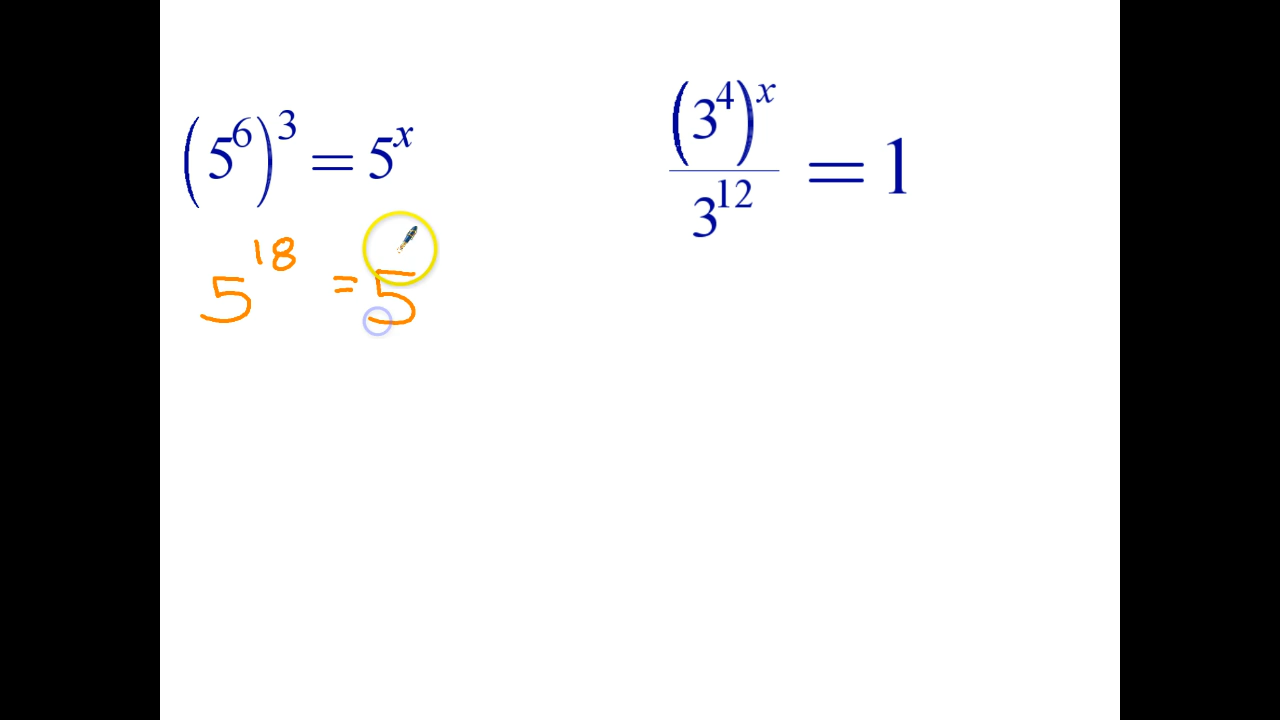 (5^6)^3 = 5^x
5^18 = 5
(3^4)^x / 3^12 = 1